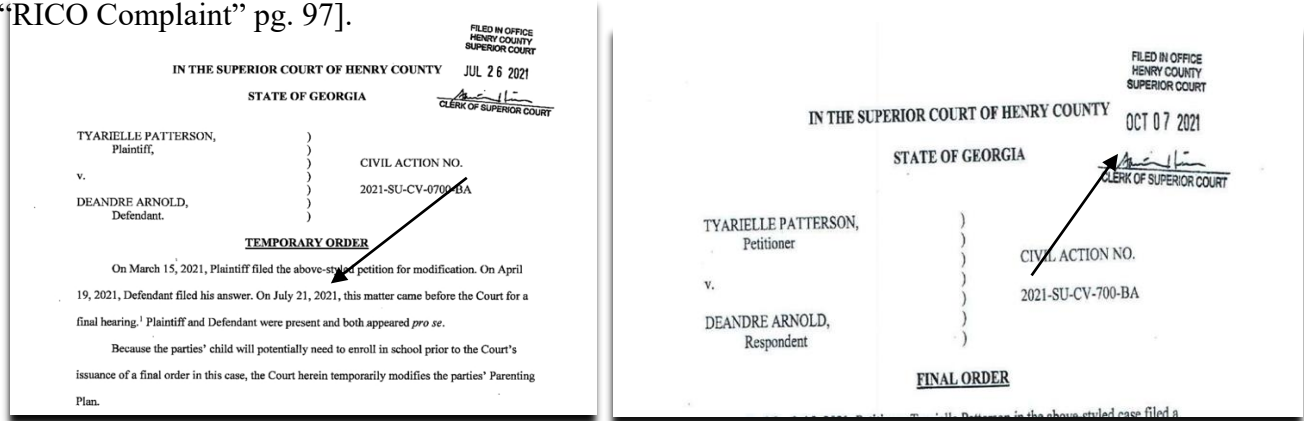 “RICO Complaint” pg. 97].
FILED IN OFFICE
HENRY COUNTY
SUPERIOR COURT
JUL 26 2021
CLERK OF SUPERIOR COURT
IN THE SUPERIOR COURT OF HENRY COUNTY
STATE OF GEORGIA
TYARIELLE PATTERSON, )
Plaintiff, )
) CIVIL ACTION NO.
v. )
) 2021-SU-CV-0700-BA
DEANDRE ARNOLD, )
Defendant. )
TEMPORARY ORDER
On March 15, 2021, Plaintiff filed the above-styled petition for modification. On April
19, 2021, Defendant filed his answer. On July 21, 2021, this matter came before the Court for a
final hearing.1 Plaintiff and Defendant were present and both appeared pro se.
Because the parties’ child will potentially need to enroll in school prior to the Court’s
issuance of a final order in this case, the Court herein temporarily modifies the parties’ Parenting
Plan.
FILED IN OFFICE
HENRY COUNTY
SUPERIOR COURT
OCT 07 2021
CLERK OF SUPERIOR COURT
IN THE SUPERIOR COURT OF HENRY COUNTY
STATE OF GEORGIA
TYARIELLE PATTERSON, )
Petitioner )
) CIVIL ACTION NO.
v. )
) 2021-SU-CV-700-BA
DEANDRE ARNOLD, )
Respondent )
FINAL ORDER
in the above-styled case filed a